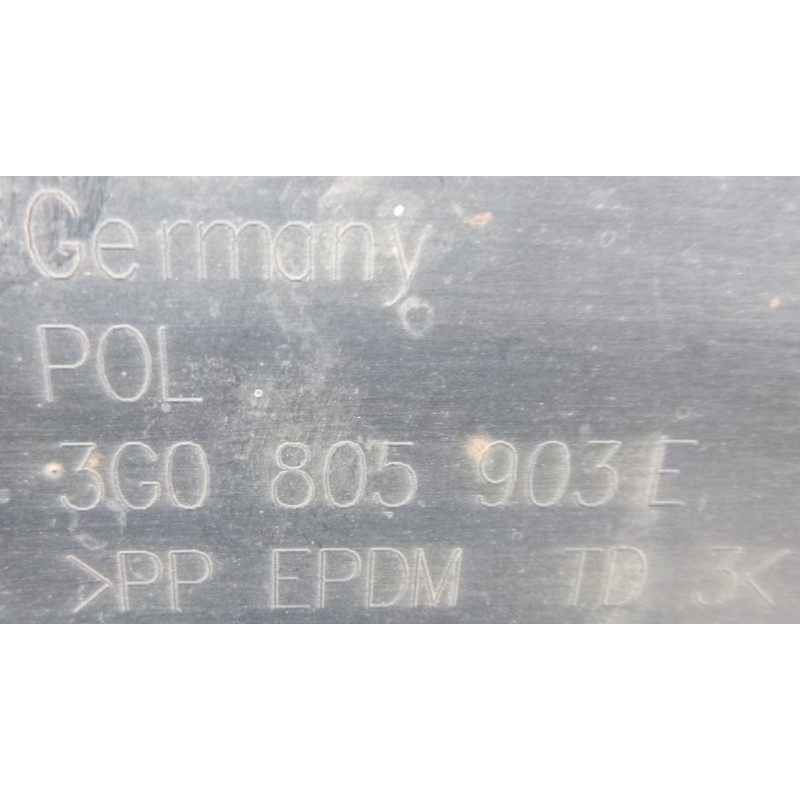 Germany
POL
3G0 805 903 E
>PP EPDM TD 3<